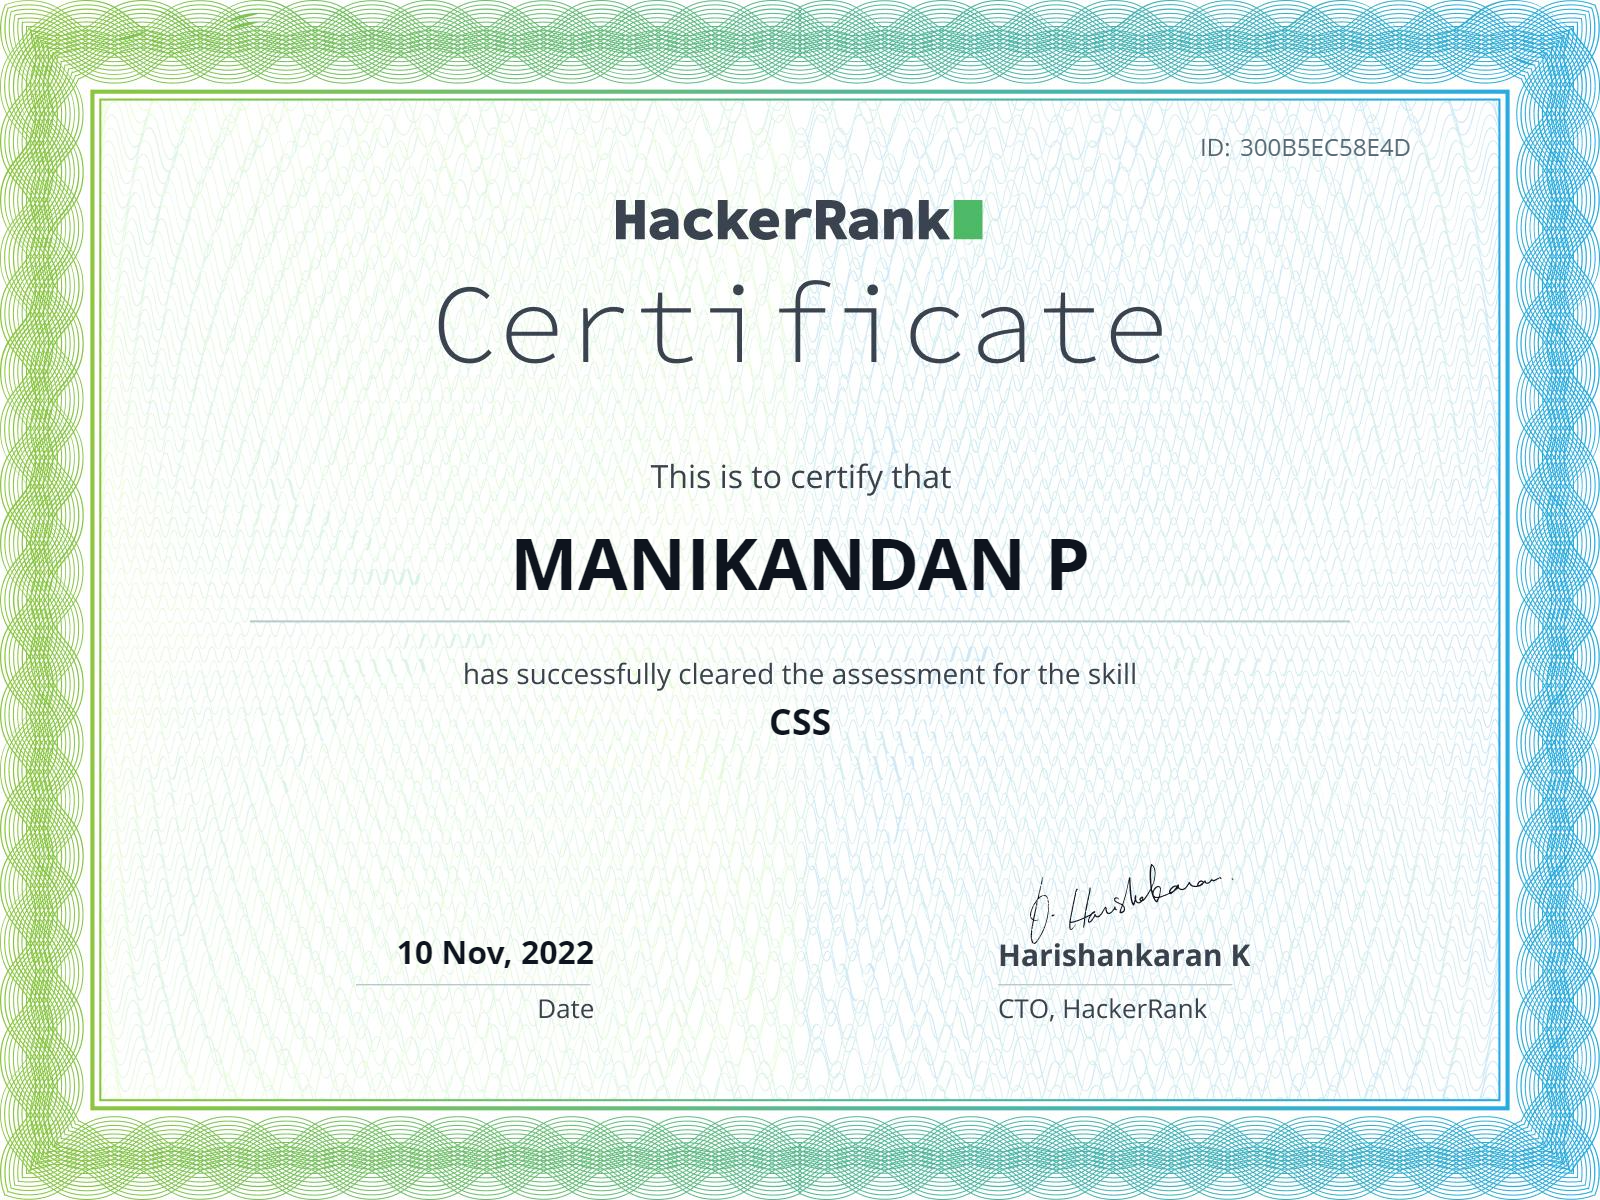 ID: 300B5EC58E4D
HackerRank
Certificate
This is to certify that
MANIKANDAN P
has successfully cleared the assessment for the skill
CSS
10 Nov, 2022
Date
Harishankaran K
CTO, HackerRank